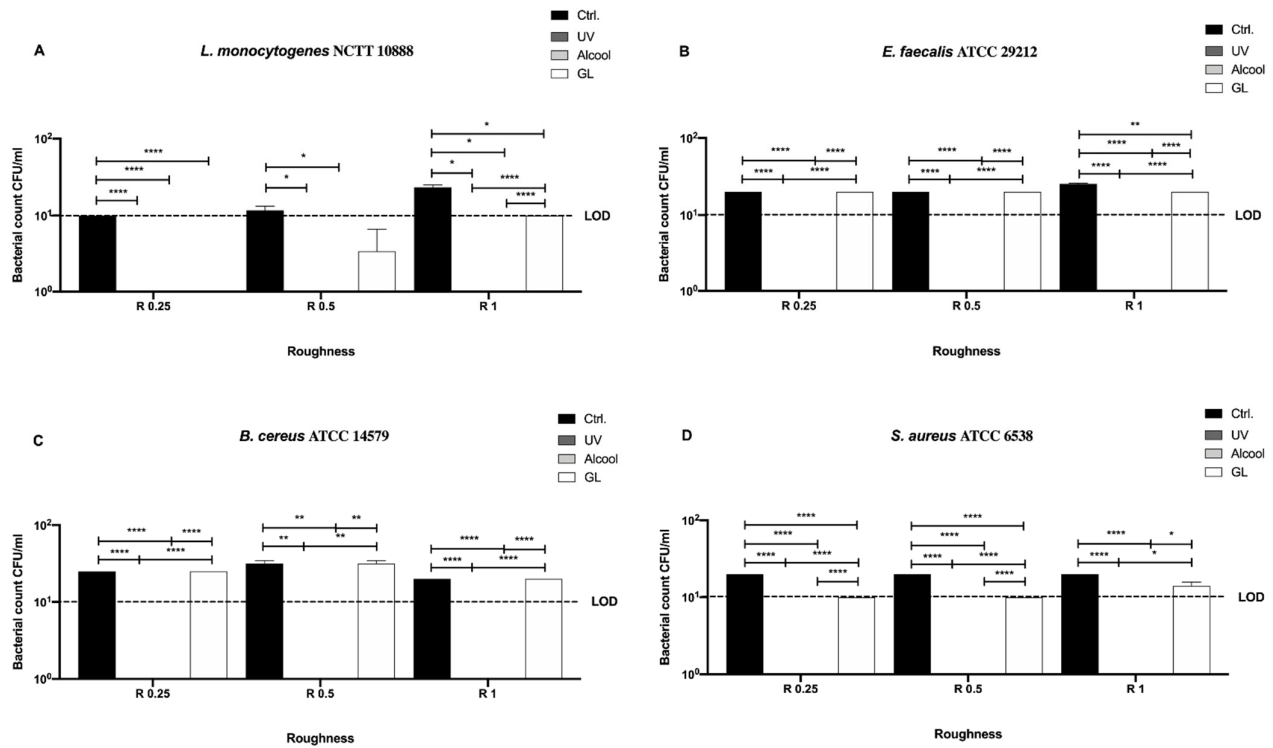 A
L. monocytogenes NCTT 10888
Ctrl.
UV
Alcool
GL
Bacterial count CFU/ml
10²
10¹
10⁰
* 
**** * *
**** * * ****
**** * ****
LOD
R 0.25 R 0.5 R 1
Roughness
B
E. faecalis ATCC 29212
Ctrl.
UV
Alcool
GL
Bacterial count CFU/ml
10²
10¹
10⁰
**
**** **** **** **** **** ****
**** **** **** **** **** ****
LOD
R 0.25 R 0.5 R 1
Roughness
C
B. cereus ATCC 14579
Ctrl.
UV
Alcool
GL
Bacterial count CFU/ml
10²
10¹
10⁰
**** **** ** ** **** ****
**** **** ** ** **** ****
LOD
R 0.25 R 0.5 R 1
Roughness
D
S. aureus ATCC 6538
Ctrl.
UV
Alcool
GL
Bacterial count CFU/ml
10²
10¹
10⁰
**** ****
**** **** **** *
**** **** **** **** **** *
**** ****
LOD
R 0.25 R 0.5 R 1
Roughness